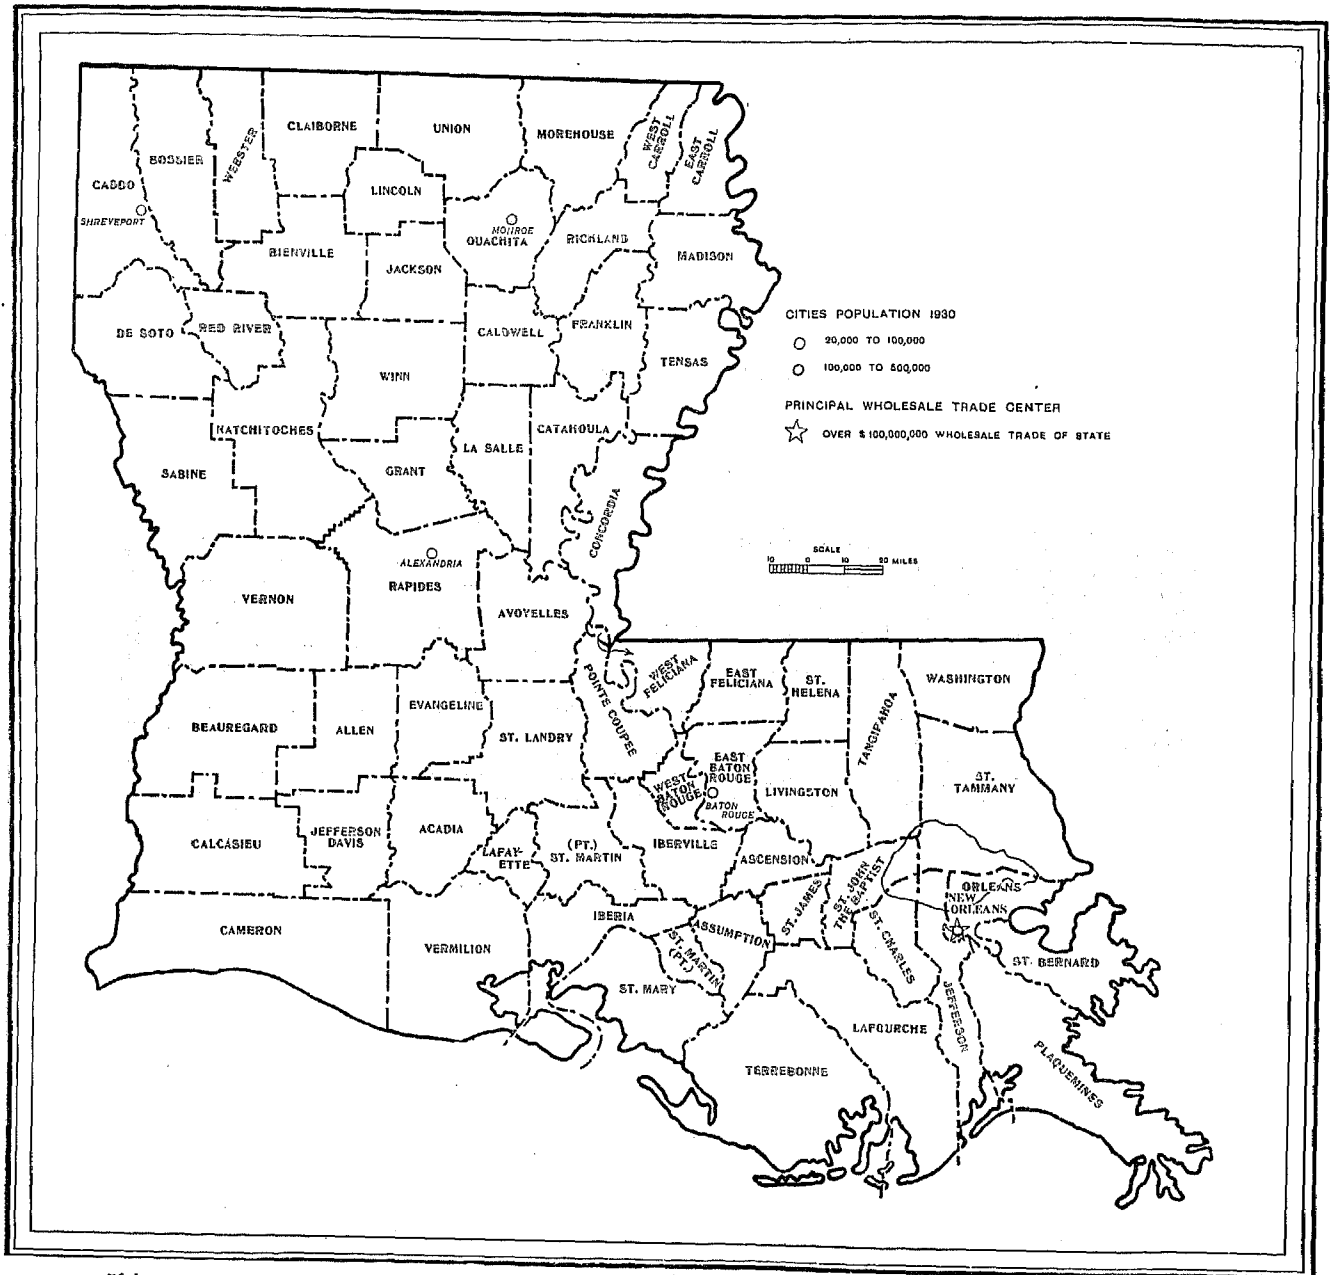 CLAIBORNE
UNION
MOREHOUSE
WEST
CARROLL
EAST
CARROLL
WEBSTER
BOSSIER
CADDO
LINCOLN
SHREVEPORT
MONROE
OUACHITA
RICHLAND
BIENVILLE
JACKSON
MADISON
DE SOTO
RED RIVER
CALDWELL
FRANKLIN
TENSAS
WINN
CITIES POPULATION 1930
20,000 TO 100,000
100,000 TO 500,000
PRINCIPAL WHOLESALE TRADE CENTER
OVER $100,000,000 WHOLESALE TRADE OF STATE
NATCHITOCHES
CATAHOULA
LA SALLE
SABINE
GRANT
CONCORDIA
ALEXANDRIA
RAPIDES
SCALE
10 0 10 20 MILES
VERNON
AVOYELLES
WEST
FELICIANA
EAST
FELICIANA
ST.
HELENA
WASHINGTON
POINTE COUPEE
TANGIPAHOA
BEAUREGARD
ALLEN
EVANGELINE
ST. LANDRY
EAST
BATON
ROUGE
WEST
BATON
ROUGE
BATON
ROUGE
LIVINGSTON
ST.
TAMMANY
CALCASIEU
JEFFERSON
DAVIS
ACADIA
LAFAY-
ETTE
(PT.)
ST. MARTIN
IBERVILLE
ASCENSION
ST. JAMES
ST. JOHN
THE BAPTIST
ORLEANS
NEW
ORLEANS
CAMERON
VERMILION
IBERIA
ASSUMPTION
ST. MARTIN
(PT.)
ST. MARY
ST. CHARLES
ST. BERNARD
JEFFERSON
LAFOURCHE
TERREBONNE
PLAQUEMINES